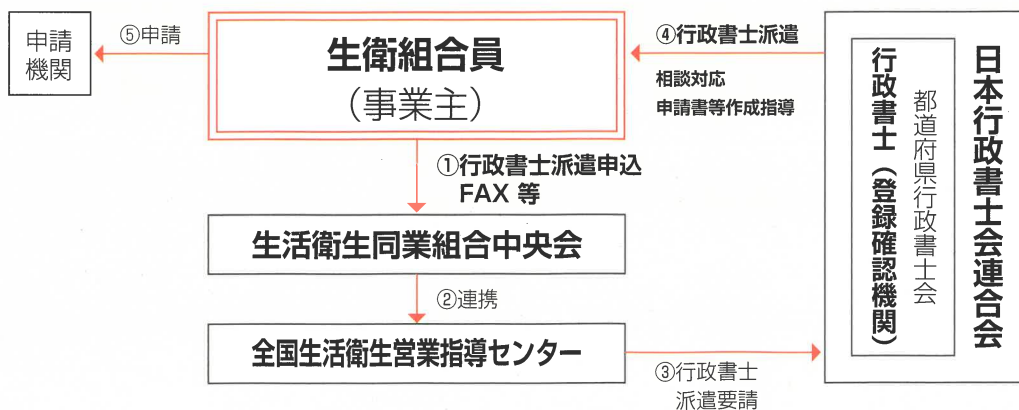 申請
機関
⑤申請
生衛組合員
（事業主）
④行政書士派遣
相談対応
申請書等作成指導
①行政書士派遣申込
FAX 等
生活衛生同業組合中央会
②連携
全国生活衛生営業指導センター
③行政書士
派遣要請
日本行政書士会連合会
都道府県行政書士会
行政書士（登録確認機関）